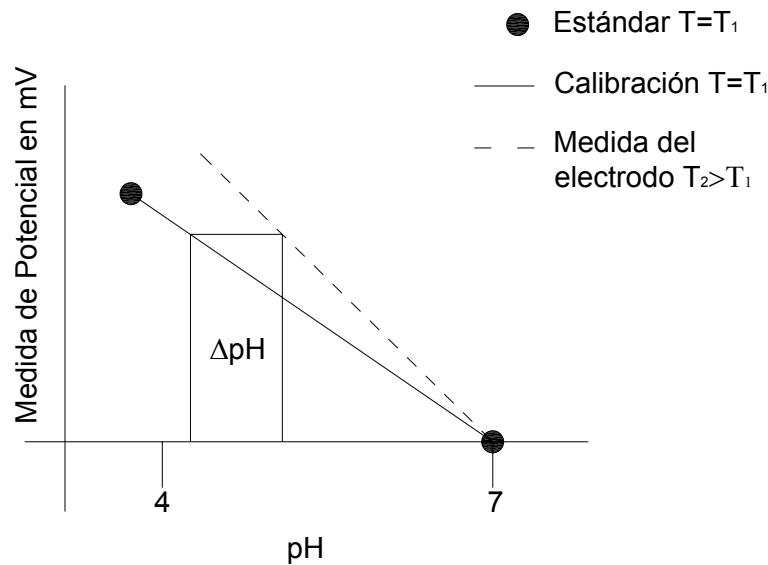 Estándar T=T₁
Calibración T=T₁
Medida del
electrodo T₂>T₁
Medida de Potencial en mV
ΔpH
4
7
pH